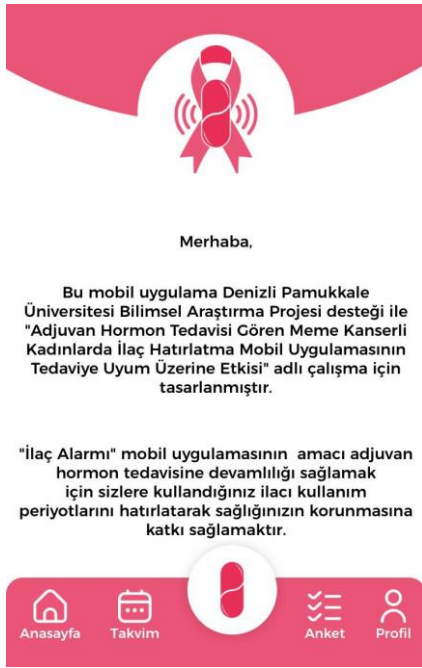 Merhaba,
Bu mobil uygulama Denizli Pamukkale
Üniversitesi Bilimsel Araştırma Projesi desteği ile
"Adjuvan Hormon Tedavisi Gören Meme Kanserli
Kadınlarda İlaç Hatırlatma Mobil Uygulamasının
Tedaviye Uyum Üzerine Etkisi" adlı çalışma için
tasarlanmıştır.
"İlaç Alarmı" mobil uygulamasının amacı adjuvan
hormon tedavisine devamlılığı sağlamak
için sizlere kullandığınız ilacı kullanım
periyotlarını hatırlatarak sağlığınızın korunmasına
katkı sağlamaktır.
Anasayfa Takvim Anket Profil